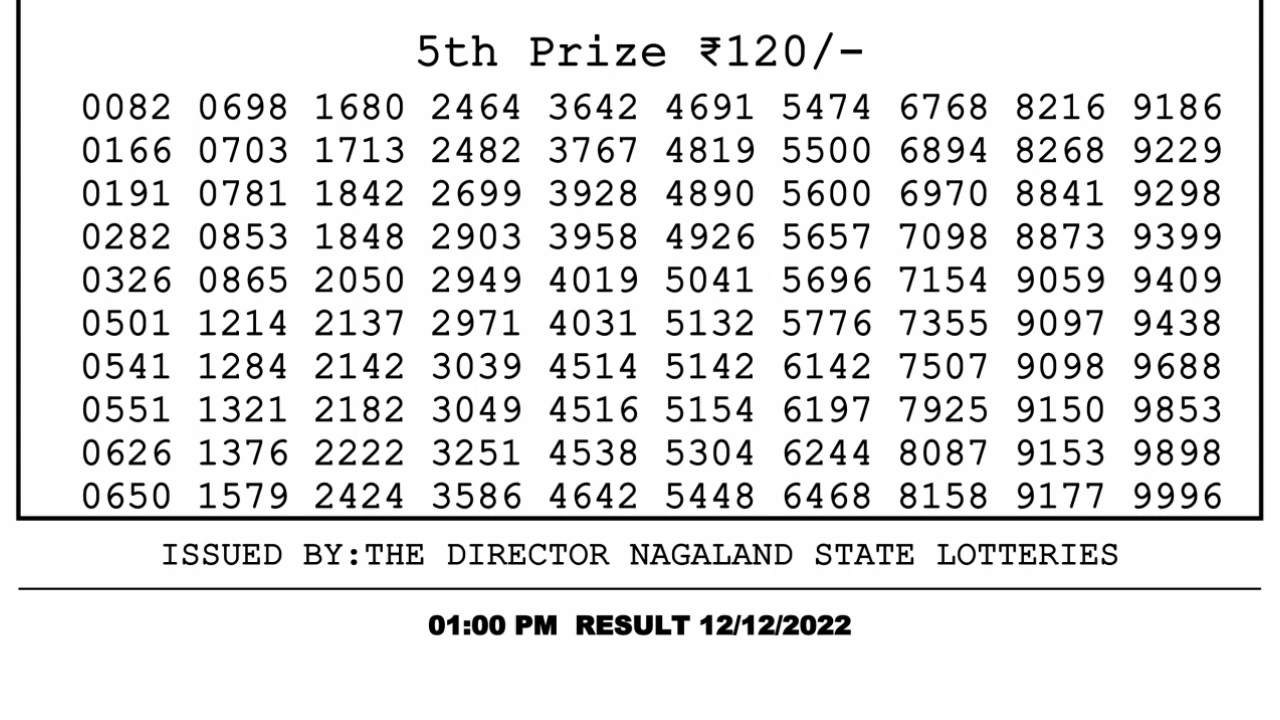 5th Prize ₹120/-
0082 0698 1680 2464 3642 4691 5474 6768 8216 9186
0166 0703 1713 2482 3767 4819 5500 6894 8268 9229
0191 0781 1842 2699 3928 4890 5600 6970 8841 9298
0282 0853 1848 2903 3958 4926 5657 7098 8873 9399
0326 0865 2050 2949 4019 5041 5696 7154 9059 9409
0501 1214 2137 2971 4031 5132 5776 7355 9097 9438
0541 1284 2142 3039 4514 5142 6142 7507 9098 9688
0551 1321 2182 3049 4516 5154 6197 7925 9150 9853
0626 1376 2222 3251 4538 5304 6244 8087 9153 9898
0650 1579 2424 3586 4642 5448 6468 8158 9177 9996
ISSUED BY:THE DIRECTOR NAGALAND STATE LOTTERIES
01:00 PM RESULT 12/12/2022